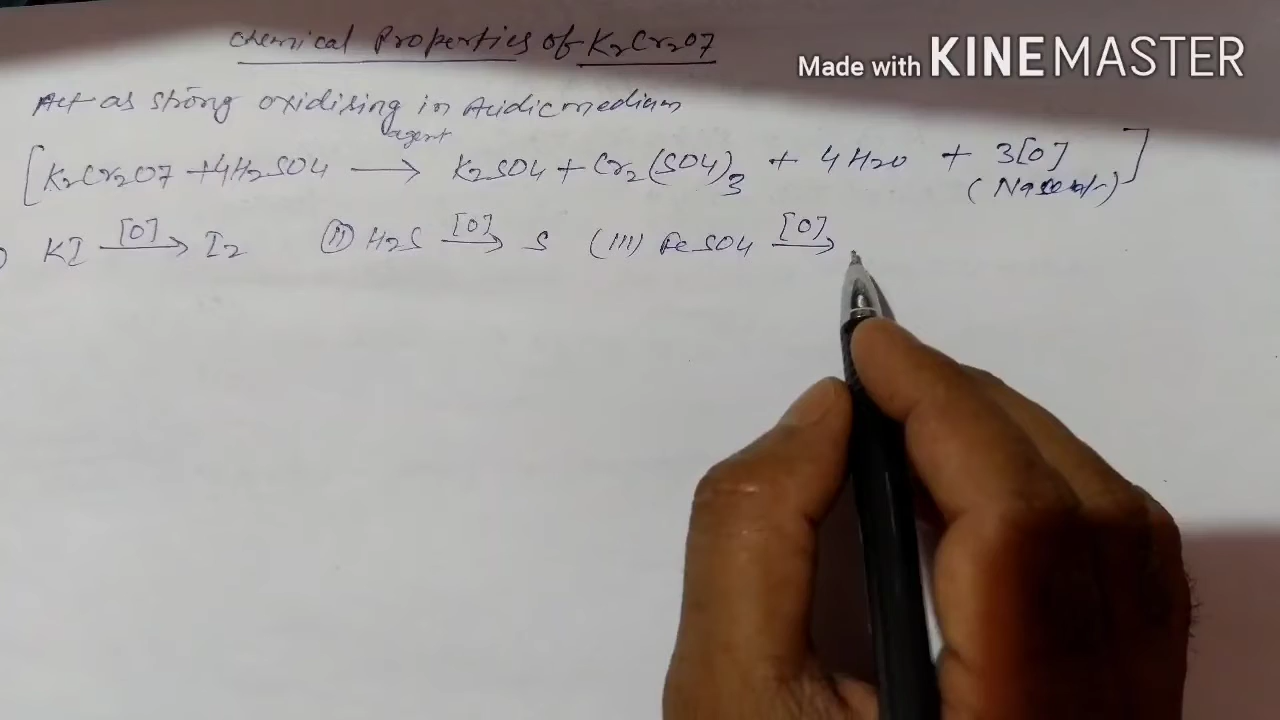 Chemical Properties of K2Cr2O7
Made with KINEMASTER
Act as strong oxidising in Acidic medium
agent
[K2Cr2O7 + 4H2SO4 → K2SO4 + Cr2(SO4)3 + 4H2O + 3[O]]
) KI [O]→ I2 (II) H2S [O]→ S (III) FeSO4 [O]→